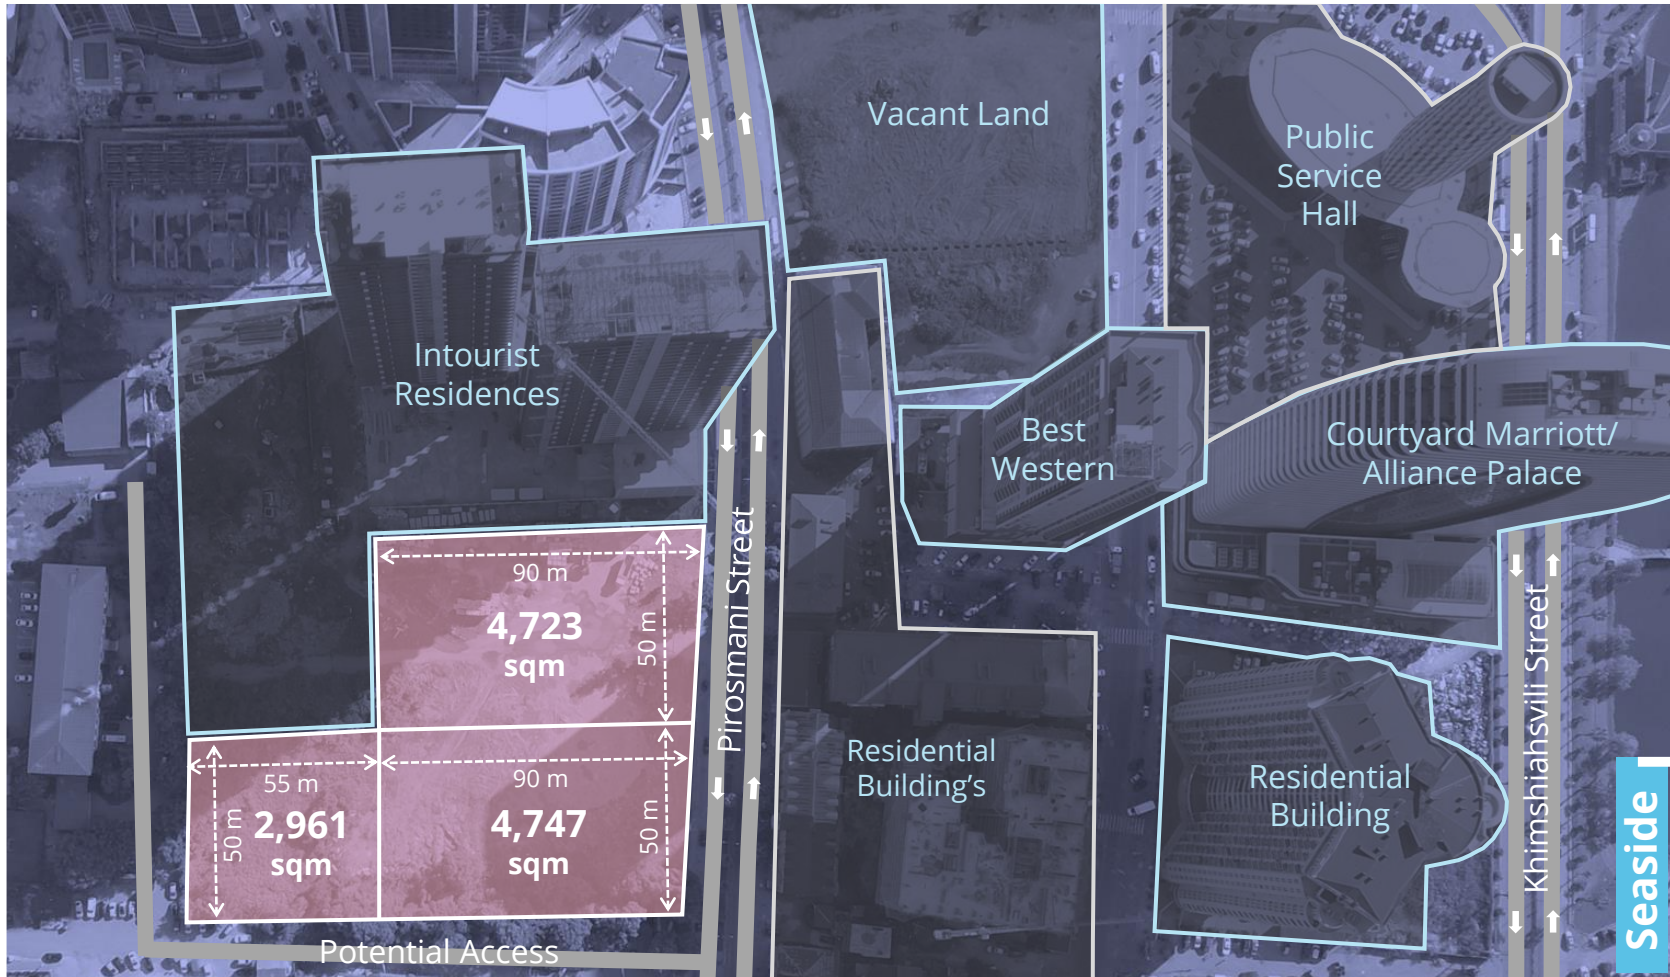 Vacant Land
Public
Service
Hall
Intourist
Residences
Best
Western
Courtyard Marriott/
Alliance Palace
90 m
4,723
sqm
50 m
Pirosmani Street
55 m
50 m
2,961
sqm
90 m
4,747
sqm
50 m
Residential
Building's
Residential
Building
Khimshiahsvili Street
Seaside
Potential Access